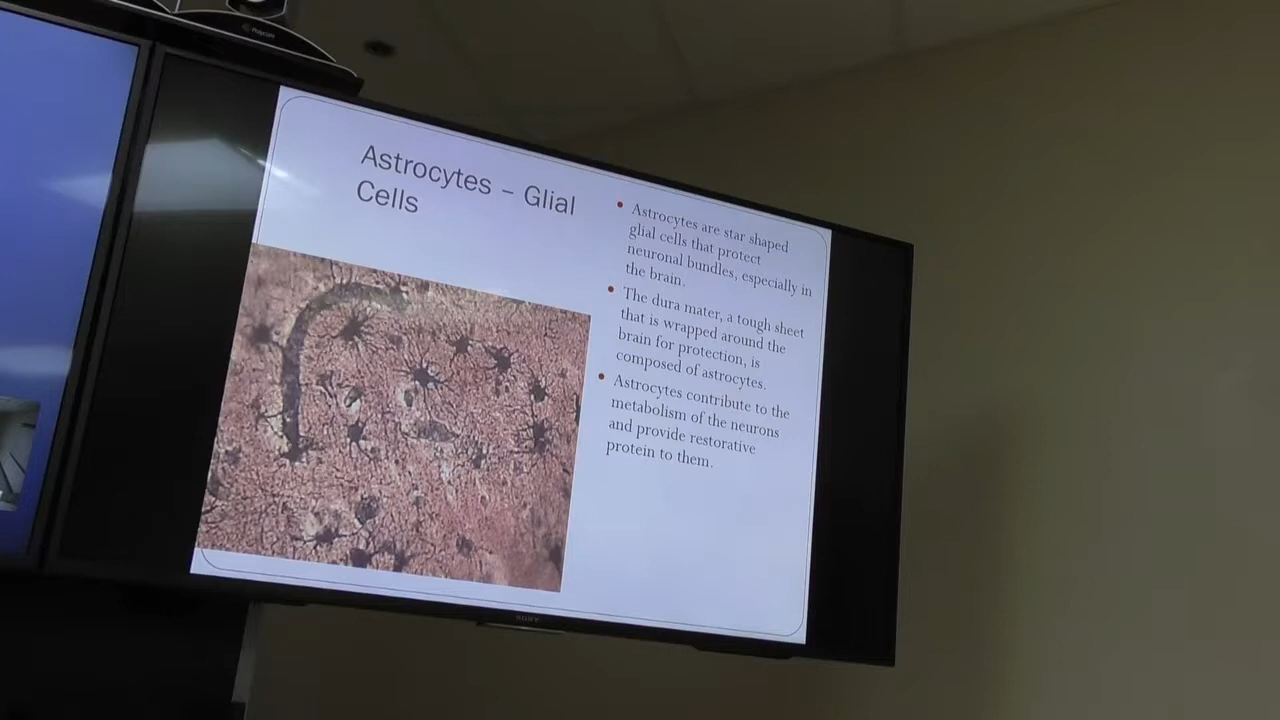 Polycom
Astrocytes – Glial
Cells
• Astrocytes are star shaped
glial cells that protect
neuronal bundles, especially in
the brain.
• The dura mater, a tough sheet
that is wrapped around the
brain for protection, is
composed of astrocytes.
• Astrocytes contribute to the
metabolism of the neurons
and provide restorative
protein to them.
SONY